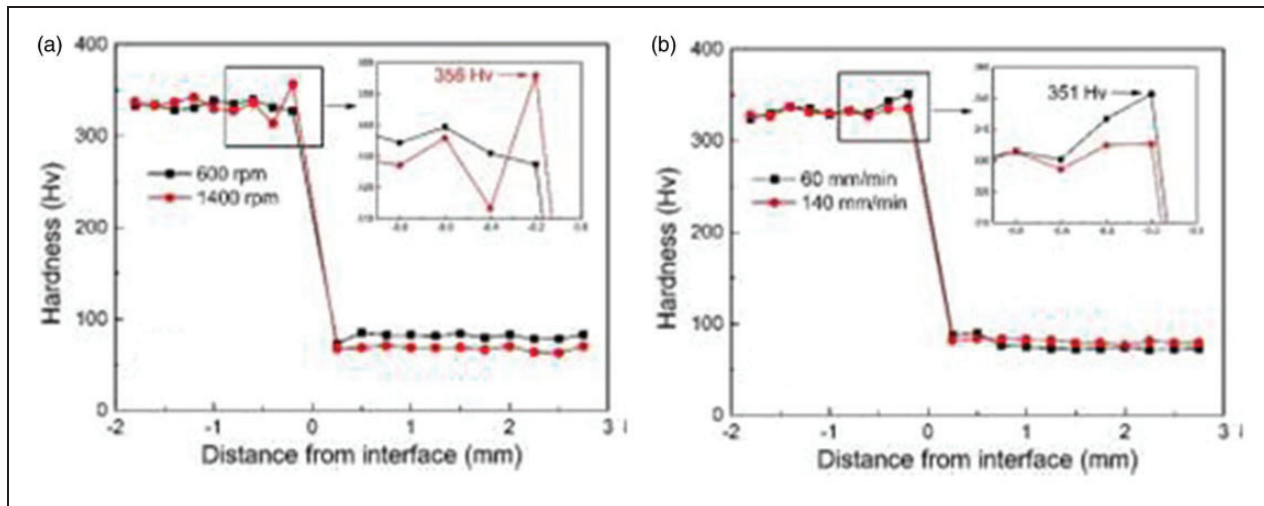 (a)
400
300
200
100
0
Hardness (Hv)
356 Hv
600 rpm
1400 rpm
-2
-1
0
1
2
3
Distance from interface (mm)
(b)
400
300
200
100
0
Hardness (Hv)
351 Hv
60 mm/min
140 mm/min
-2
-1
0
1
2
3
Distance from interface (mm)